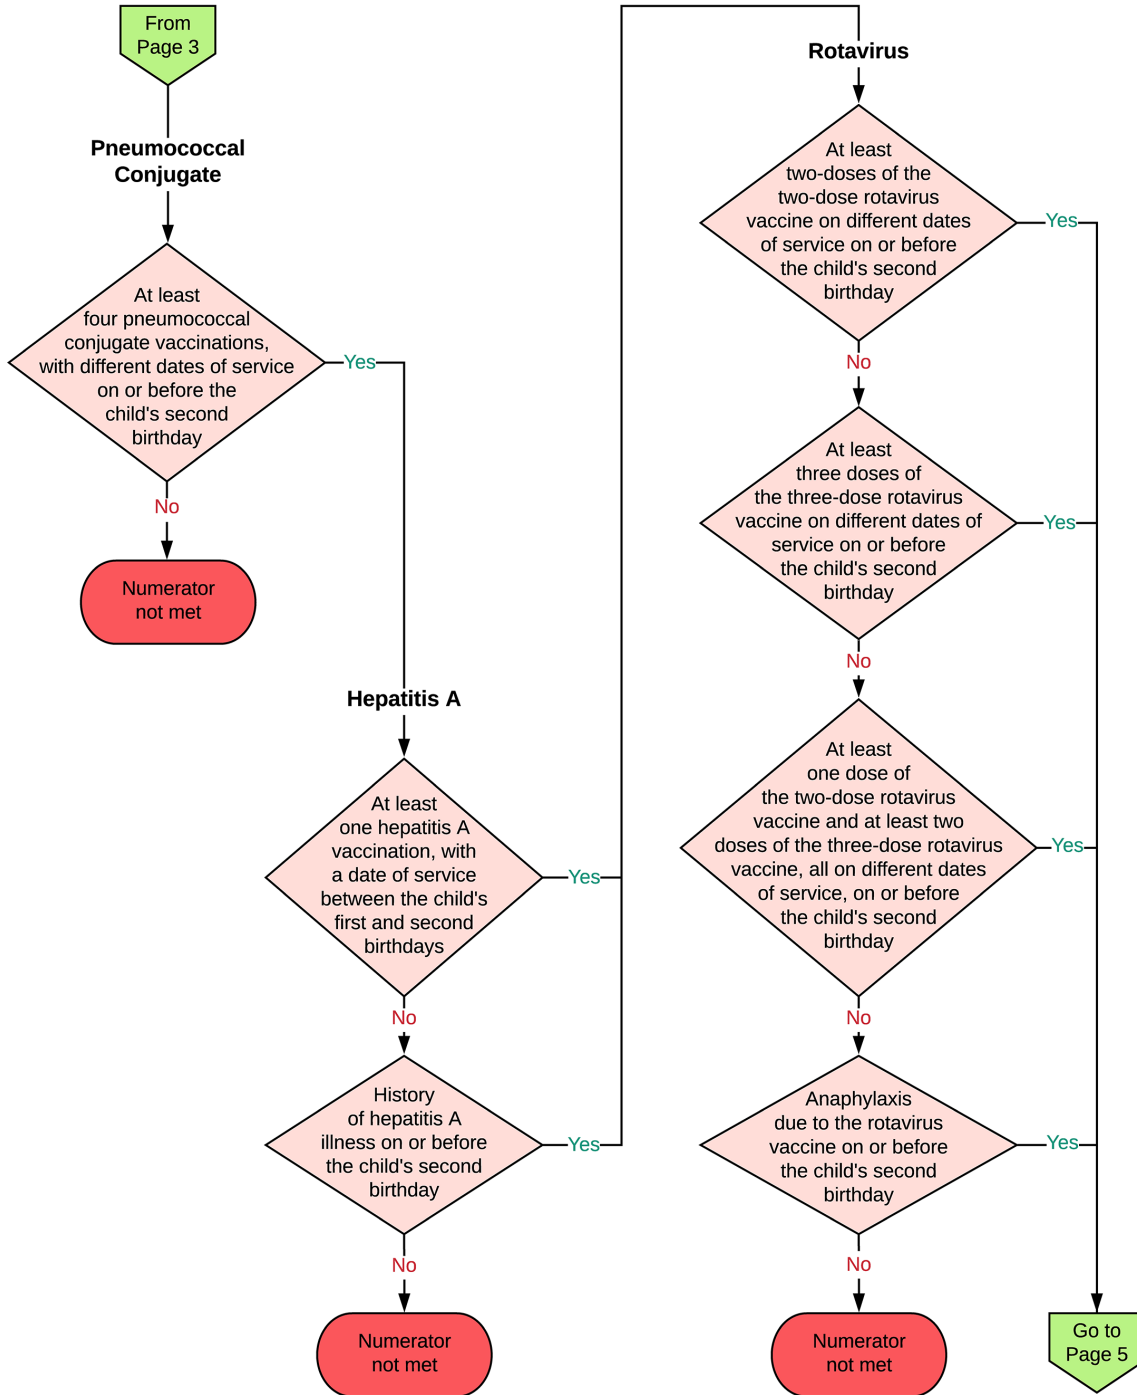 From
Page 3
Pneumococcal
Conjugate
At least
four pneumococcal
conjugate vaccinations,
with different dates of service
on or before the
child's second
birthday
Yes
No
Numerator
not met
Hepatitis A
At least
one hepatitis A
vaccination, with
a date of service
between the child's
first and second
birthdays
Yes
No
History
of hepatitis A
illness on or before
the child's second
birthday
Yes
No
Numerator
not met
Rotavirus
At least
two-doses of the
two-dose rotavirus
vaccine on different dates
of service on or before
the child's second
birthday
Yes
No
At least
three doses of
the three-dose rotavirus
vaccine on different dates of
service on or before
the child's second
birthday
Yes
No
At least
one dose of
the two-dose rotavirus
vaccine and at least two
doses of the three-dose rotavirus
vaccine, all on different dates
of service, on or before
the child's second
birthday
Yes
No
Anaphylaxis
due to the rotavirus
vaccine on or before
the child's second
birthday
Yes
No
Numerator
not met
Go to
Page 5